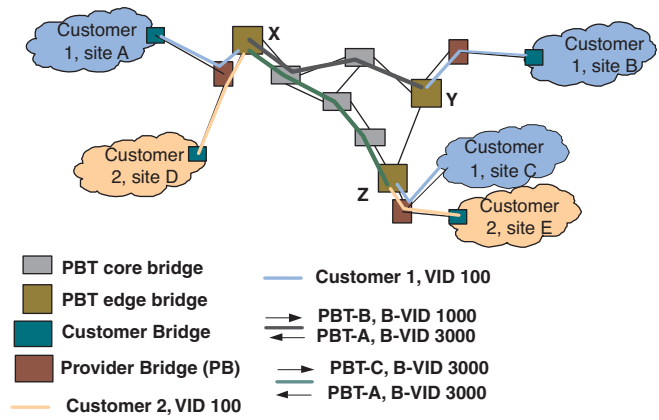 Customer
1, site A
X
Customer
1, site B
Y
Customer
2, site D
Customer
1, site C
Z
Customer
2, site E
PBT core bridge
PBT edge bridge
Customer Bridge
Provider Bridge (PB)
Customer 2, VID 100
Customer 1, VID 100
PBT-B, B-VID 1000
PBT-A, B-VID 3000
PBT-C, B-VID 3000
PBT-A, B-VID 3000